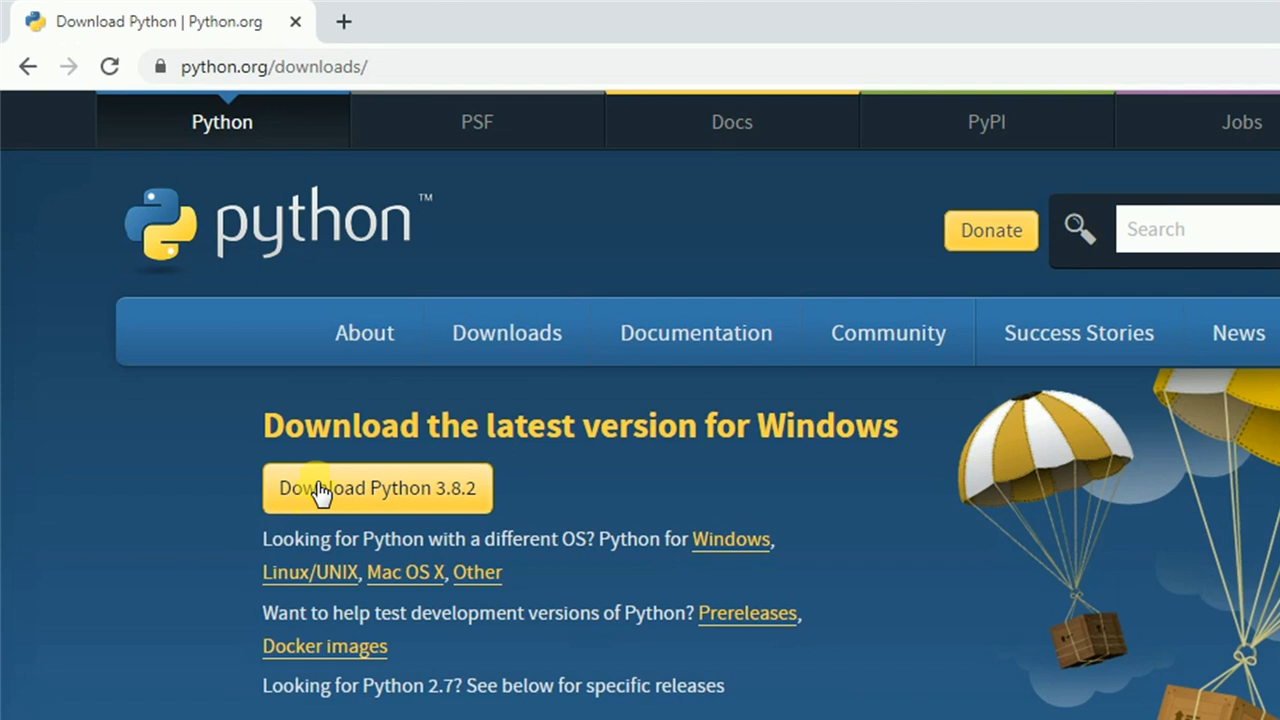 Download Python | Python.org
python.org/downloads/
Python
PSF
Docs
PyPI
Jobs
python™
Donate
Search
About
Downloads
Documentation
Community
Success Stories
News
Download the latest version for Windows
Download Python 3.8.2
Looking for Python with a different OS? Python for Windows,
Linux/UNIX, Mac OS X, Other
Want to help test development versions of Python? Prereleases,
Docker images
Looking for Python 2.7? See below for specific releases